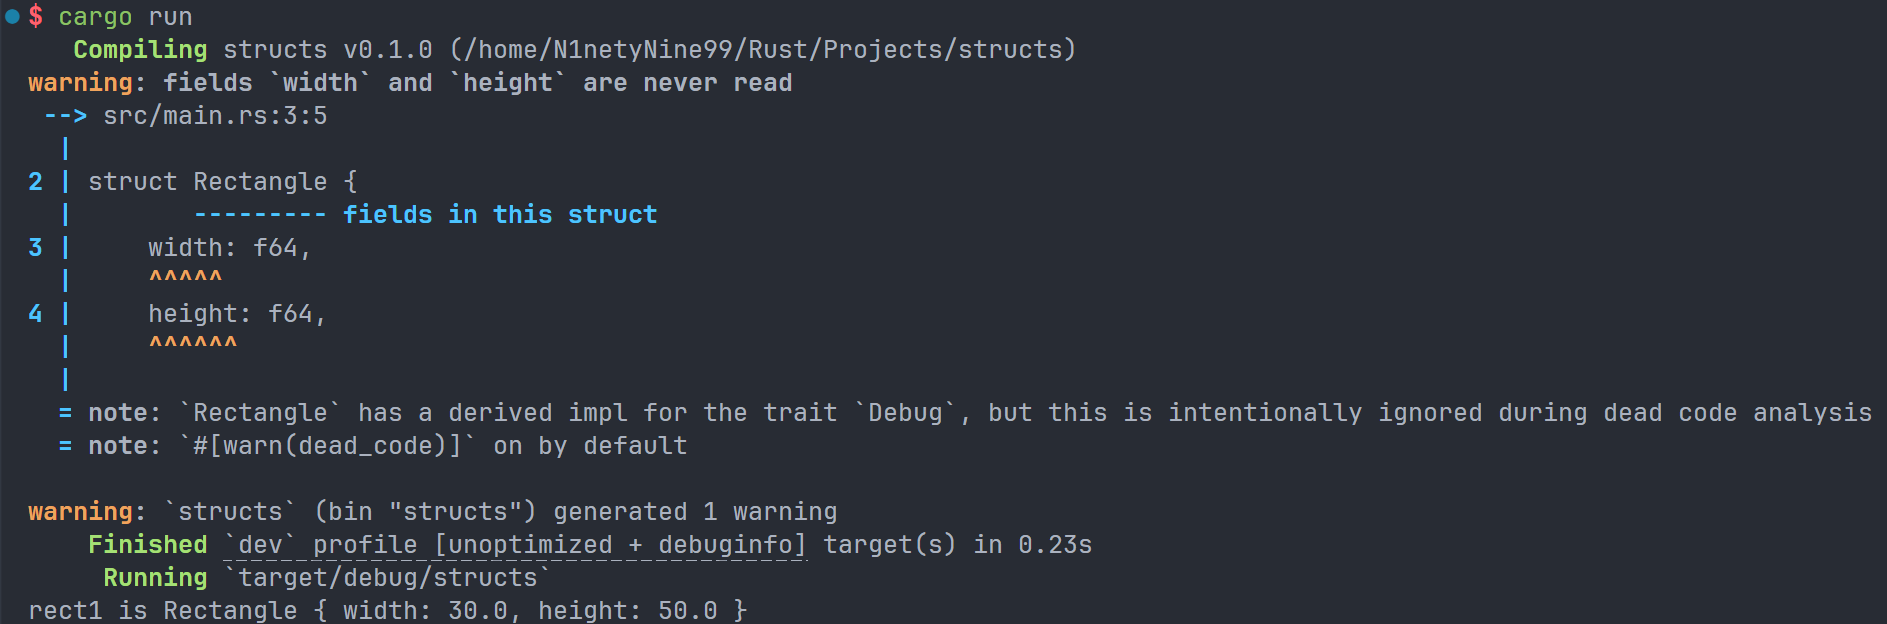 $ cargo run
   Compiling structs v0.1.0 (/home/N1netyNine99/Rust/Projects/structs)
warning: fields `width` and `height` are never read
 --> src/main.rs:3:5
  |
2 | struct Rectangle {
  |        --------- fields in this struct
3 |     width: f64,
  |     ^^^^^
4 |     height: f64,
  |     ^^^^^^
  |
  = note: `Rectangle` has a derived impl for the trait `Debug`, but this is intentionally ignored during dead code analysis
  = note: `#[warn(dead_code)]` on by default

warning: `structs` (bin "structs") generated 1 warning
    Finished `dev` profile [unoptimized + debuginfo] target(s) in 0.23s
     Running `target/debug/structs`
rect1 is Rectangle { width: 30.0, height: 50.0 }